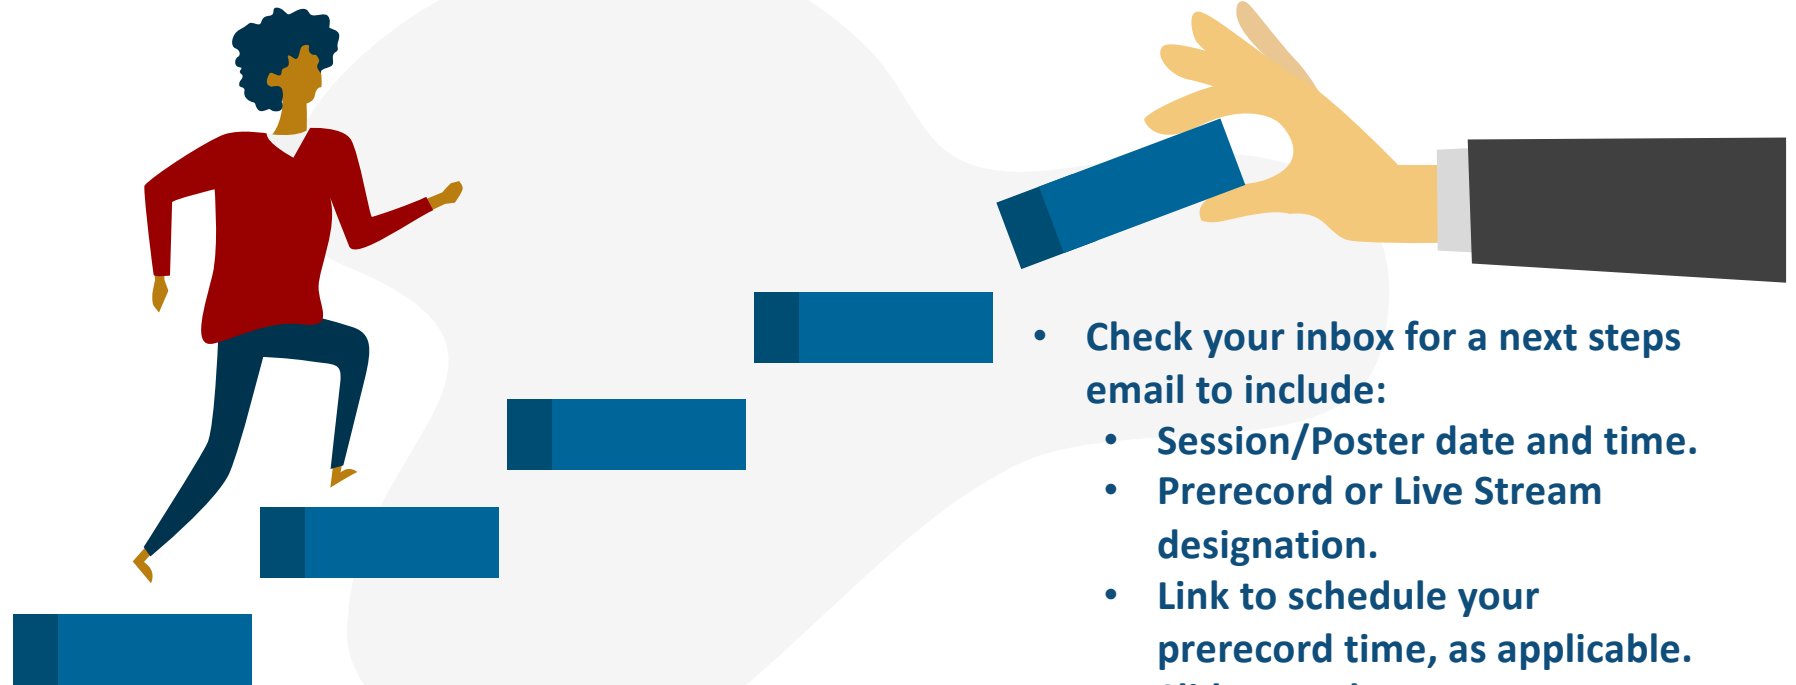 • Check your inbox for a next steps
email to include:
• Session/Poster date and time.
• Prerecord or Live Stream
designation.
• Link to schedule your
prerecord time, as applicable.